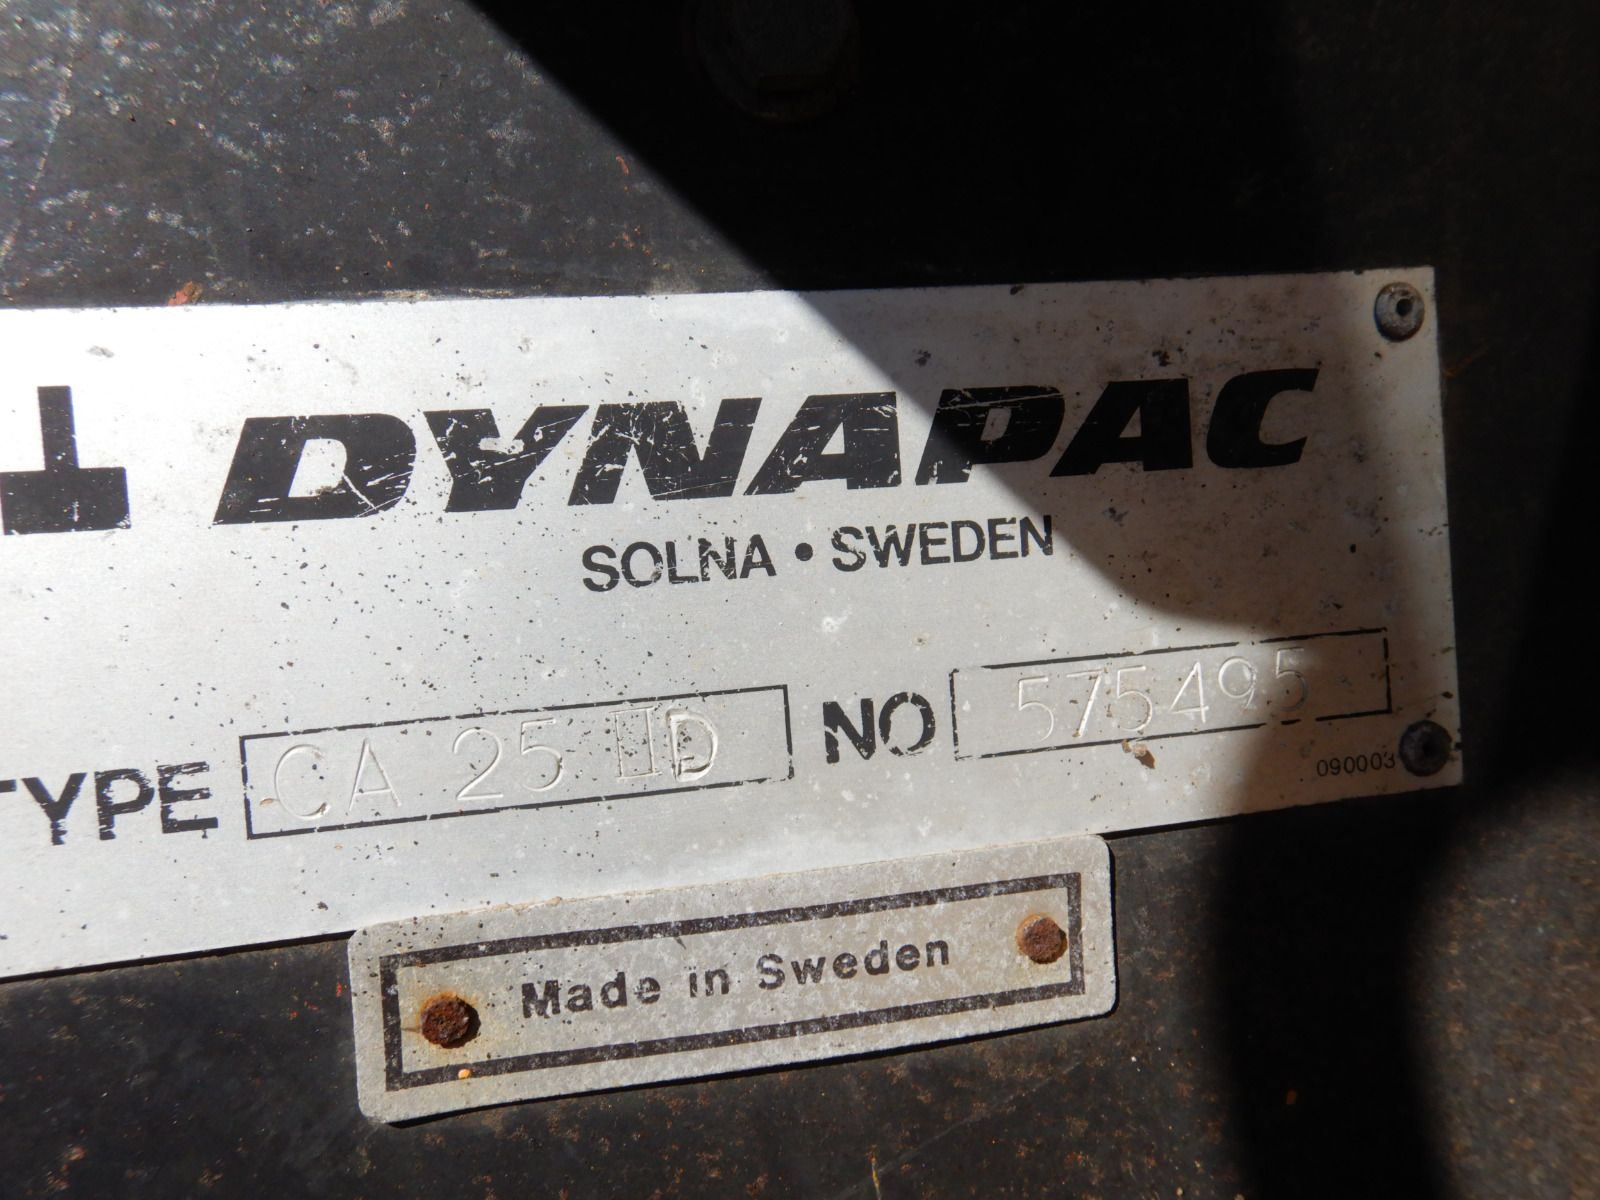 DYNAPAC
SOLNA • SWEDEN
TYPE CA 25 IID NO 575495
090003
Made in Sweden